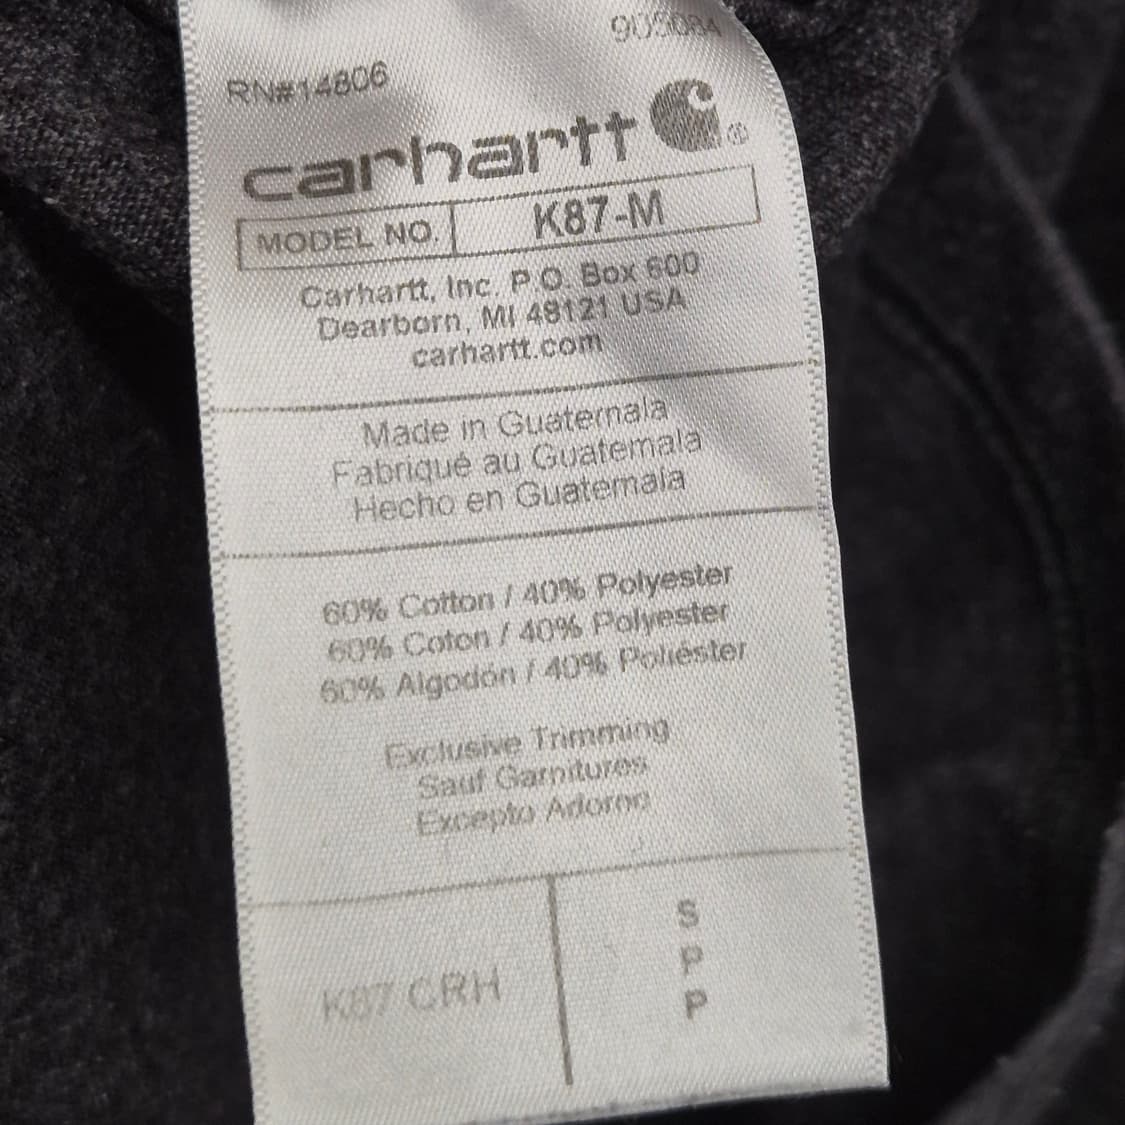 RN#14806
carhartt ®
MODEL NO. K87-M
Carhartt, Inc. P.O. Box 600
Dearborn, MI 48121 USA
carhartt.com
Made in Guatemala
Fabriqué au Guatemala
Hecho en Guatemala
60% Cotton / 40% Polyester
60% Coton / 40% Polyester
60% Algodón / 40% Poliéster
Exclusive Trimming
Sauf Garnitures
Excepto Adorno
K87 CRH
S
P
P